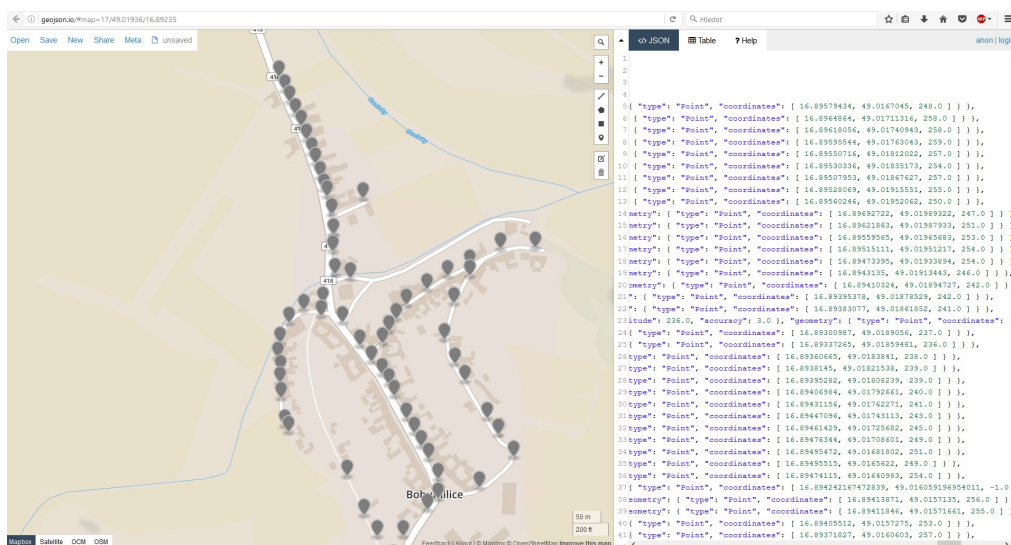 geojson.io/#map=17/49.01936/16.89235
Hledat
ABP
Open Save New Share Meta unsaved
</> JSON Table ? Help
anon | logi
418
418
41
4
418
Bob
lice
50 m
200 ft
Mapbox Satellite OCM OSM
Feedback | About | © Mapbox © OpenStreetMap Improve this map
1
2
3
4
5 { "type": "Point", "coordinates": [ 16.89579434, 49.0167045, 248.0 ] } },
6 { "type": "Point", "coordinates": [ 16.8964864, 49.01711316, 258.0 ] } },
7 { "type": "Point", "coordinates": [ 16.89618056, 49.01740943, 258.0 ] } },
8 { "type": "Point", "coordinates": [ 16.89595544, 49.01763043, 259.0 ] } },
9 { "type": "Point", "coordinates": [ 16.89550716, 49.01812022, 257.0 ] } },
10 { "type": "Point", "coordinates": [ 16.89530336, 49.01835173, 254.0 ] } },
11 { "type": "Point", "coordinates": [ 16.89507953, 49.01867627, 257.0 ] } },
12 { "type": "Point", "coordinates": [ 16.89528069, 49.01915551, 255.0 ] } },
13 { "type": "Point", "coordinates": [ 16.89560246, 49.01952062, 250.0 ] } },
14 metry": { "type": "Point", "coordinates": [ 16.89692722, 49.01989322, 247.0 ] } }
15 metry": { "type": "Point", "coordinates": [ 16.89621863, 49.01987933, 251.0 ] } }
16 metry": { "type": "Point", "coordinates": [ 16.89559565, 49.01965683, 253.0 ] } }
17 metry": { "type": "Point", "coordinates": [ 16.89515111, 49.01951217, 254.0 ] } }
18 metry": { "type": "Point", "coordinates": [ 16.89473395, 49.01933894, 254.0 ] } }
19 metry": { "type": "Point", "coordinates": [ 16.8943135, 49.01913443, 246.0 ] } },
20 ometry": { "type": "Point", "coordinates": [ 16.89410324, 49.01894727, 242.0 ] }
21 ": { "type": "Point", "coordinates": [ 16.89395378, 49.01878529, 242.0 ] } },
22 ": { "type": "Point", "coordinates": [ 16.89383077, 49.01861852, 241.0 ] } },
23 itude": 236.0, "accuracy": 3.0 }, "geometry": { "type": "Point", "coordinates":
24 { "type": "Point", "coordinates": [ 16.89300987, 49.0189056, 237.0 ] } },
25 { "type": "Point", "coordinates": [ 16.89337265, 49.01859481, 236.0 ] } },
26 type": "Point", "coordinates": [ 16.89360665, 49.0183841, 238.0 ] } },
27 type": "Point", "coordinates": [ 16.8938145, 49.01821538, 239.0 ] } },
28 type": "Point", "coordinates": [ 16.89395282, 49.01808239, 239.0 ] } },
29 type": "Point", "coordinates": [ 16.89406984, 49.01792661, 240.0 ] } },
30 type": "Point", "coordinates": [ 16.89431156, 49.01762271, 241.0 ] } },
31 type": "Point", "coordinates": [ 16.89447096, 49.01743113, 243.0 ] } },
32 type": "Point", "coordinates": [ 16.89461429, 49.01725682, 245.0 ] } },
33 type": "Point", "coordinates": [ 16.89476344, 49.01708601, 249.0 ] } },
34 type": "Point", "coordinates": [ 16.89495472, 49.01681802, 251.0 ] } },
35 type": "Point", "coordinates": [ 16.89495515, 49.0165622, 249.0 ] } },
36 type": "Point", "coordinates": [ 16.89474115, 49.01640983, 254.0 ] } },
37 { "type": "Point", "coordinates": [ 16.894242167472839, 49.016059196954011, -1.0
38 eometry": { "type": "Point", "coordinates": [ 16.89413871, 49.0157135, 256.0 ] }
39 eometry": { "type": "Point", "coordinates": [ 16.89411846, 49.01571661, 255.0 ] }
40 { "type": "Point", "coordinates": [ 16.89405512, 49.0157275, 253.0 ] } },
41 { "type": "Point", "coordinates": [ 16.89371827, 49.0160603, 257.0 ] } },